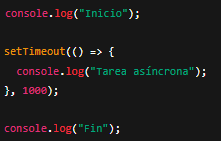 console.log("Inicio");
setTimeout(() => {
  console.log("Tarea asíncrona");
}, 1000);
console.log("Fin");